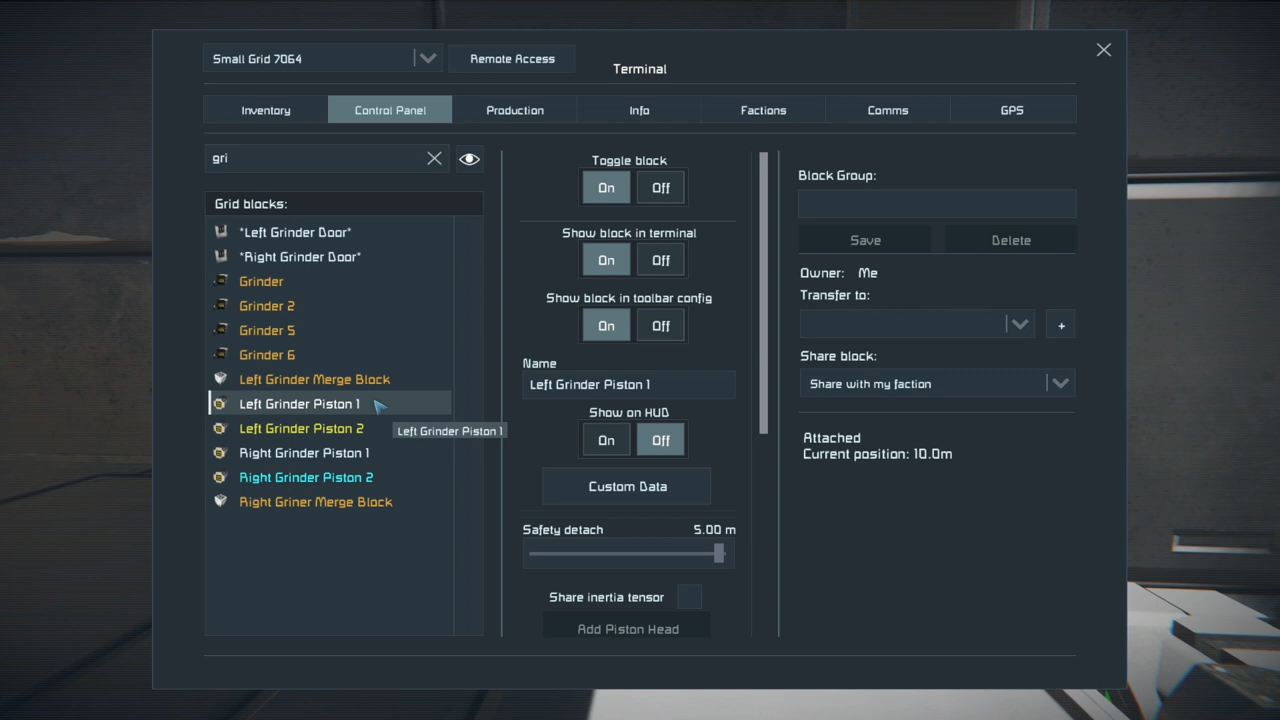 Small Grid 7064
Remote Access
Terminal
Inventory
Control Panel
Production
Info
Factions
Comms
GPS
gri
Grid blocks:
*Left Grinder Door*
*Right Grinder Door*
Grinder
Grinder 2
Grinder 5
Grinder 6
Left Grinder Merge Block
Left Grinder Piston 1
Left Grinder Piston 2
Left Grinder Piston 1
Right Grinder Piston 1
Right Grinder Piston 2
Right Griner Merge Block
Toggle block
On Off
Show block in terminal
On Off
Show block in toolbar config
On Off
Name
Left Grinder Piston 1
Show on HUD
On Off
Custom Data
Safety detach 5.00 m
Share inertia tensor
Add Piston Head
Block Group:
Save Delete
Owner: Me
Transfer to:
+
Share block:
Share with my faction
Attached
Current position: 10.0m